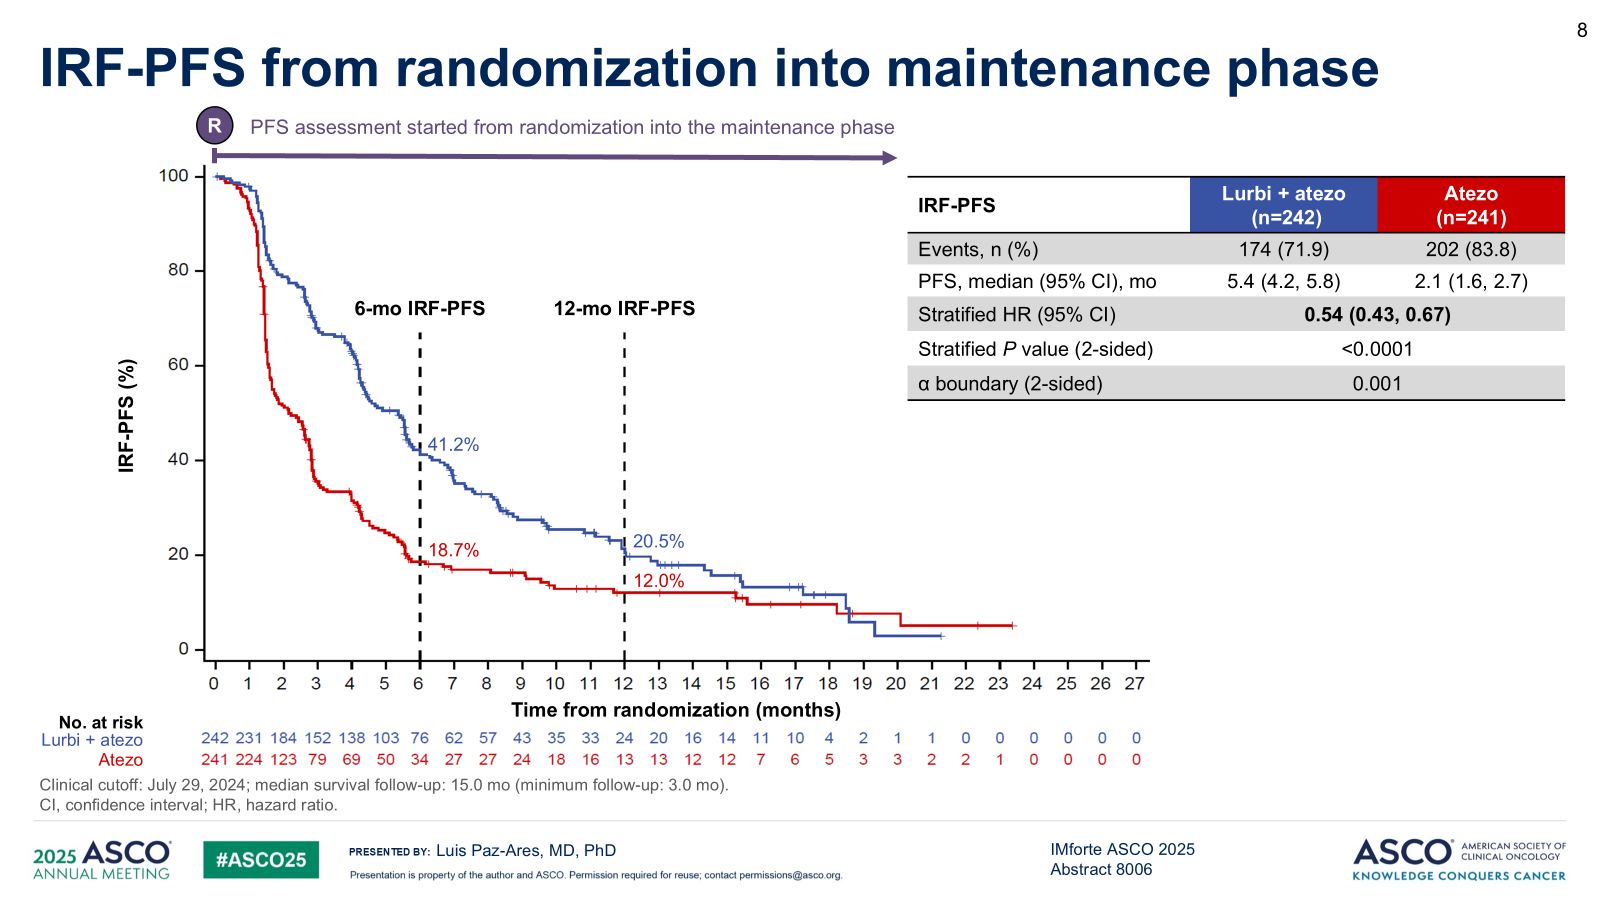 8
IRF-PFS from randomization into maintenance phase
R
PFS assessment started from randomization into the maintenance phase
IRF-PFS
Lurbi + atezo
(n=242)
Atezo
(n=241)
Events, n (%) 174 (71.9) 202 (83.8)
PFS, median (95% CI), mo 5.4 (4.2, 5.8) 2.1 (1.6, 2.7)
Stratified HR (95% CI) 0.54 (0.43, 0.67)
Stratified P value (2-sided) <0.0001
α boundary (2-sided) 0.001
IRF-PFS (%)
100
80
60
40
20
0
6-mo IRF-PFS 12-mo IRF-PFS
41.2%
18.7%
20.5%
12.0%
0 1 2 3 4 5 6 7 8 9 10 11 12 13 14 15 16 17 18 19 20 21 22 23 24 25 26 27
Time from randomization (months)
No. at risk
Lurbi + atezo 242 231 184 152 138 103 76 62 57 43 35 33 24 20 16 14 11 10 4 2 1 1 0 0 0 0 0 0
Atezo 241 224 123 79 69 50 34 27 27 24 18 16 13 13 12 12 7 6 5 3 3 2 2 1 0 0 0 0
Clinical cutoff: July 29, 2024; median survival follow-up: 15.0 mo (minimum follow-up: 3.0 mo).
CI, confidence interval; HR, hazard ratio.
2025 ASCO
ANNUAL MEETING
#ASCO25
PRESENTED BY: Luis Paz-Ares, MD, PhD
Presentation is property of the author and ASCO. Permission required for reuse; contact permissions@asco.org.
IMforte ASCO 2025
Abstract 8006
ASCO AMERICAN SOCIETY OF
CLINICAL ONCOLOGY
KNOWLEDGE CONQUERS CANCER